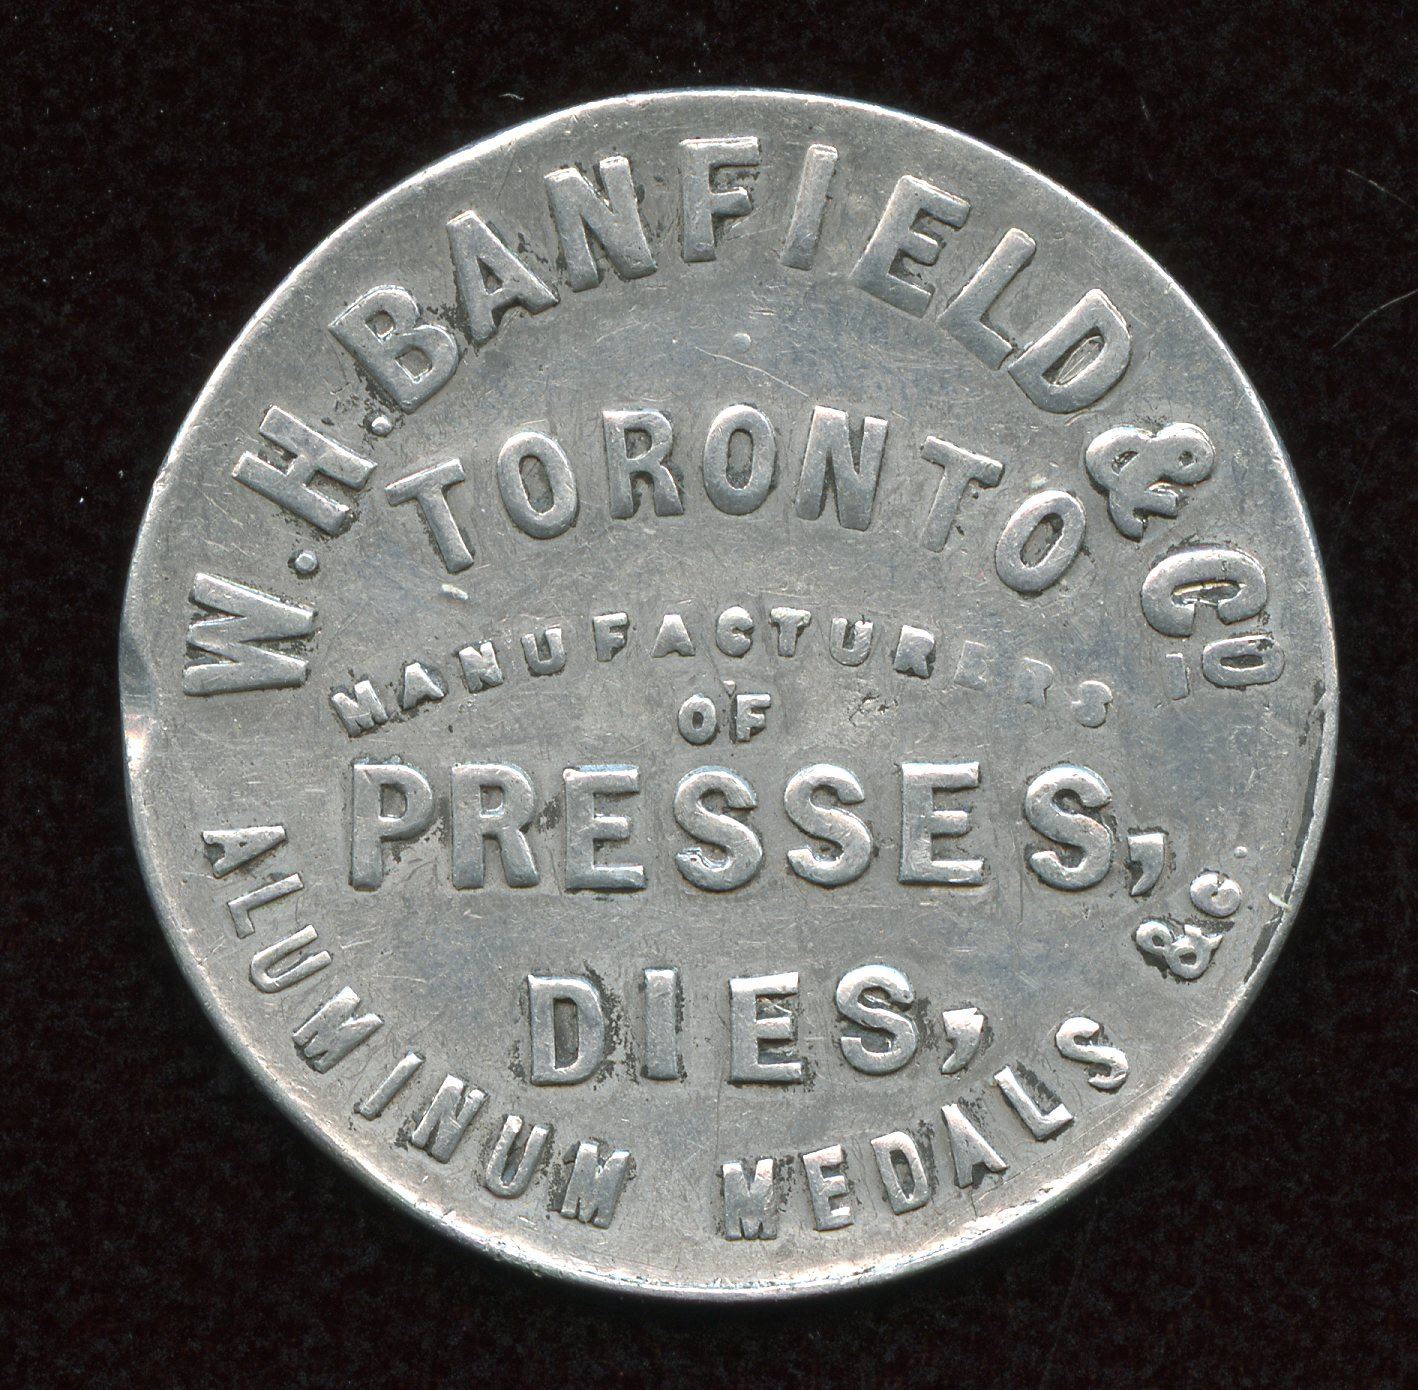 W.H.BANFIELD & CO
TORONTO
MANUFACTURERS
OF
PRESSES,
DIES,
ALUMINUM MEDALS &C.